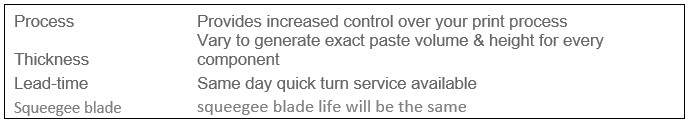 Process Provides increased control over your print process
Vary to generate exact paste volume & height for every
Thickness component
Lead-time Same day quick turn service available
Squeegee blade squeegee blade life will be the same